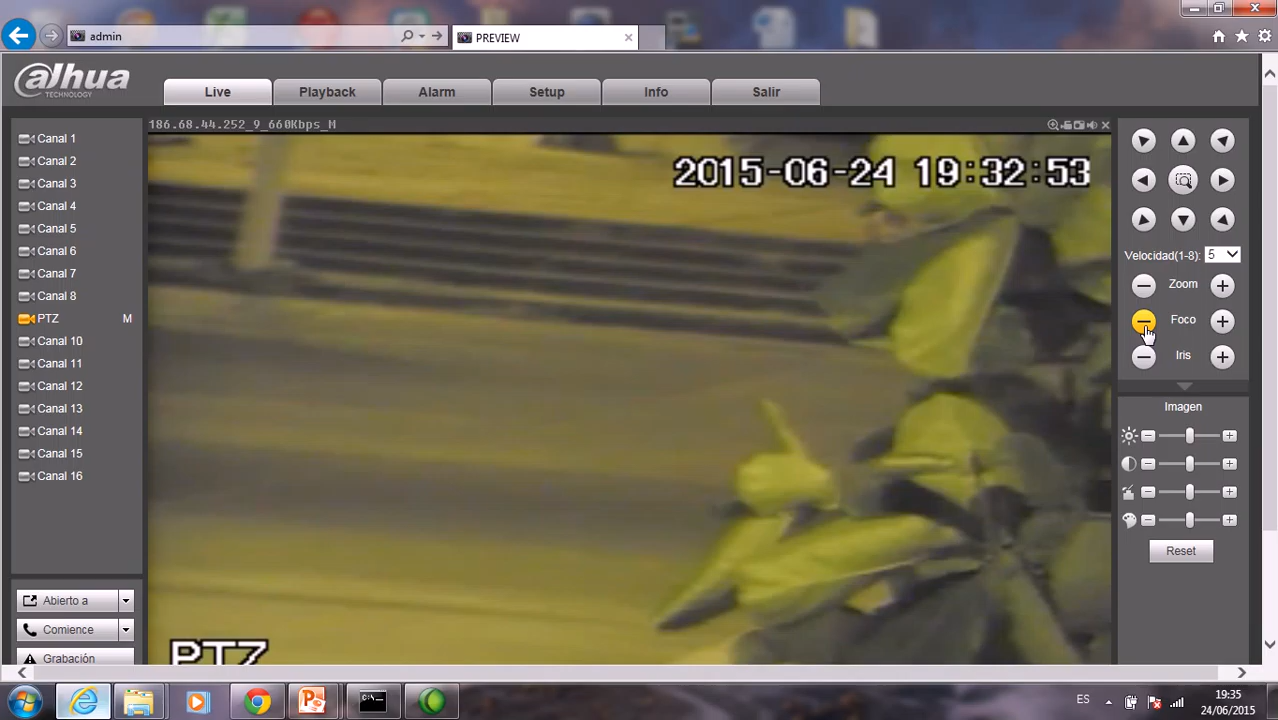 admin
PREVIEW
alhua
TECHNOLOGY
Live
Playback
Alarm
Setup
Info
Salir
186.68.44.252_9_660Kbps_M
Canal 1
Canal 2
Canal 3
Canal 4
Canal 5
Canal 6
Canal 7
Canal 8
PTZ M
Canal 10
Canal 11
Canal 12
Canal 13
Canal 14
Canal 15
Canal 16
Abierto a
Comience
Grabación
2015-06-24 19:32:53
PTZ
Velocidad(1-8): 5
Zoom
Foco
Iris
Imagen
Reset
ES
19:35
24/06/2015